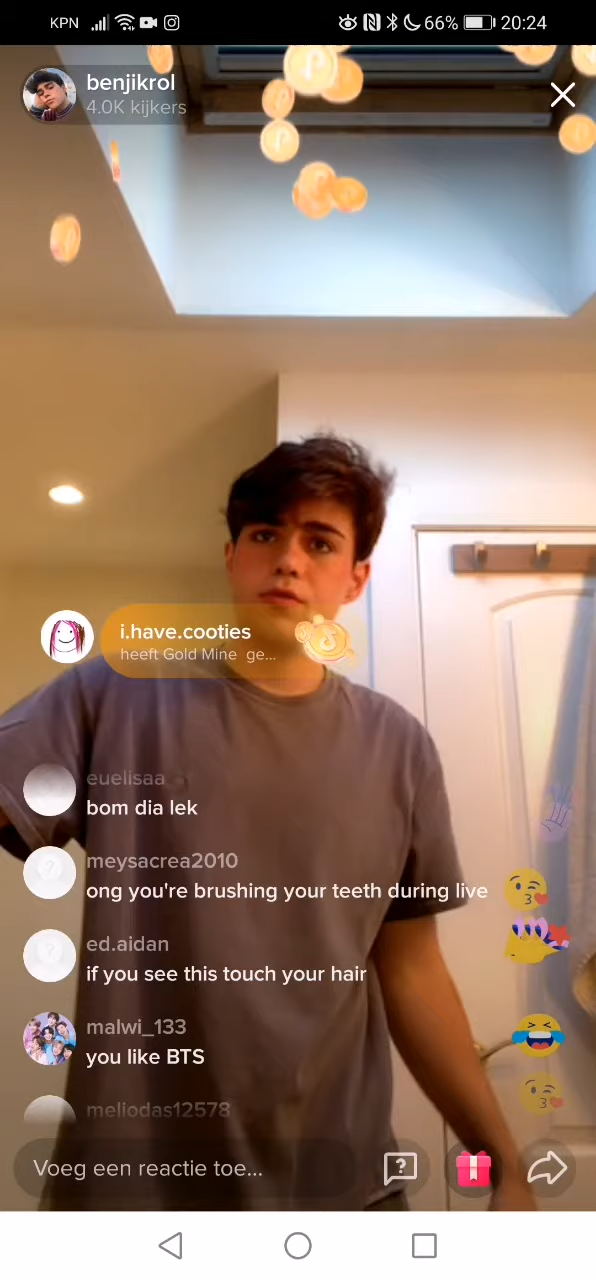 KPN 66% 20:24
benjikrol
4.0K kijkers
i.have.cooties
heeft Gold Mine ge...
euelisaa
bom dia lek
meysacrea2010
ong you're brushing your teeth during live
ed.aidan
if you see this touch your hair
malwi_133
you like BTS
meliodas12578
Voeg een reactie toe...